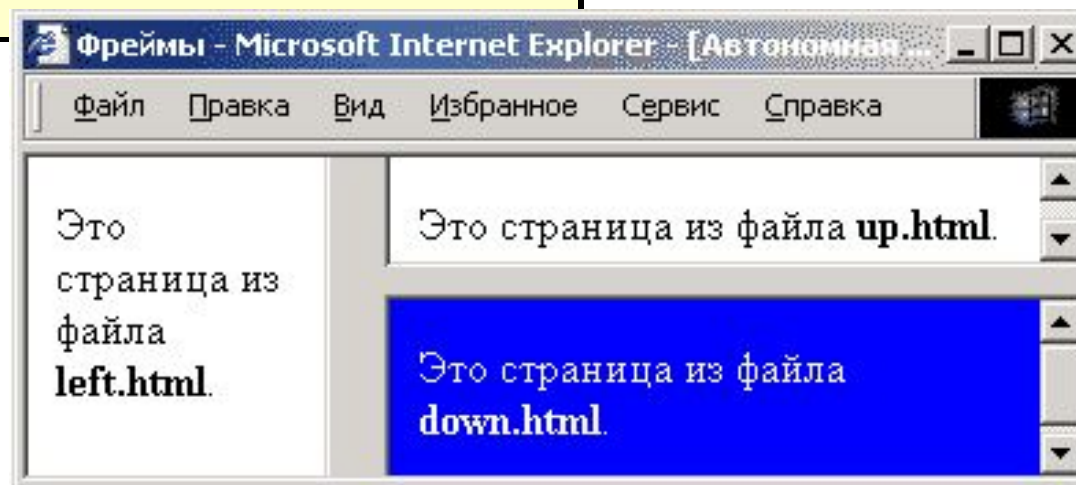 Фреймы - Microsoft Internet Explorer - [Автономная ...
Файл Правка Вид Избранное Сервис Справка
Это
страница из
файла
left.html.
Это страница из файла up.html.
Это страница из файла
down.html.